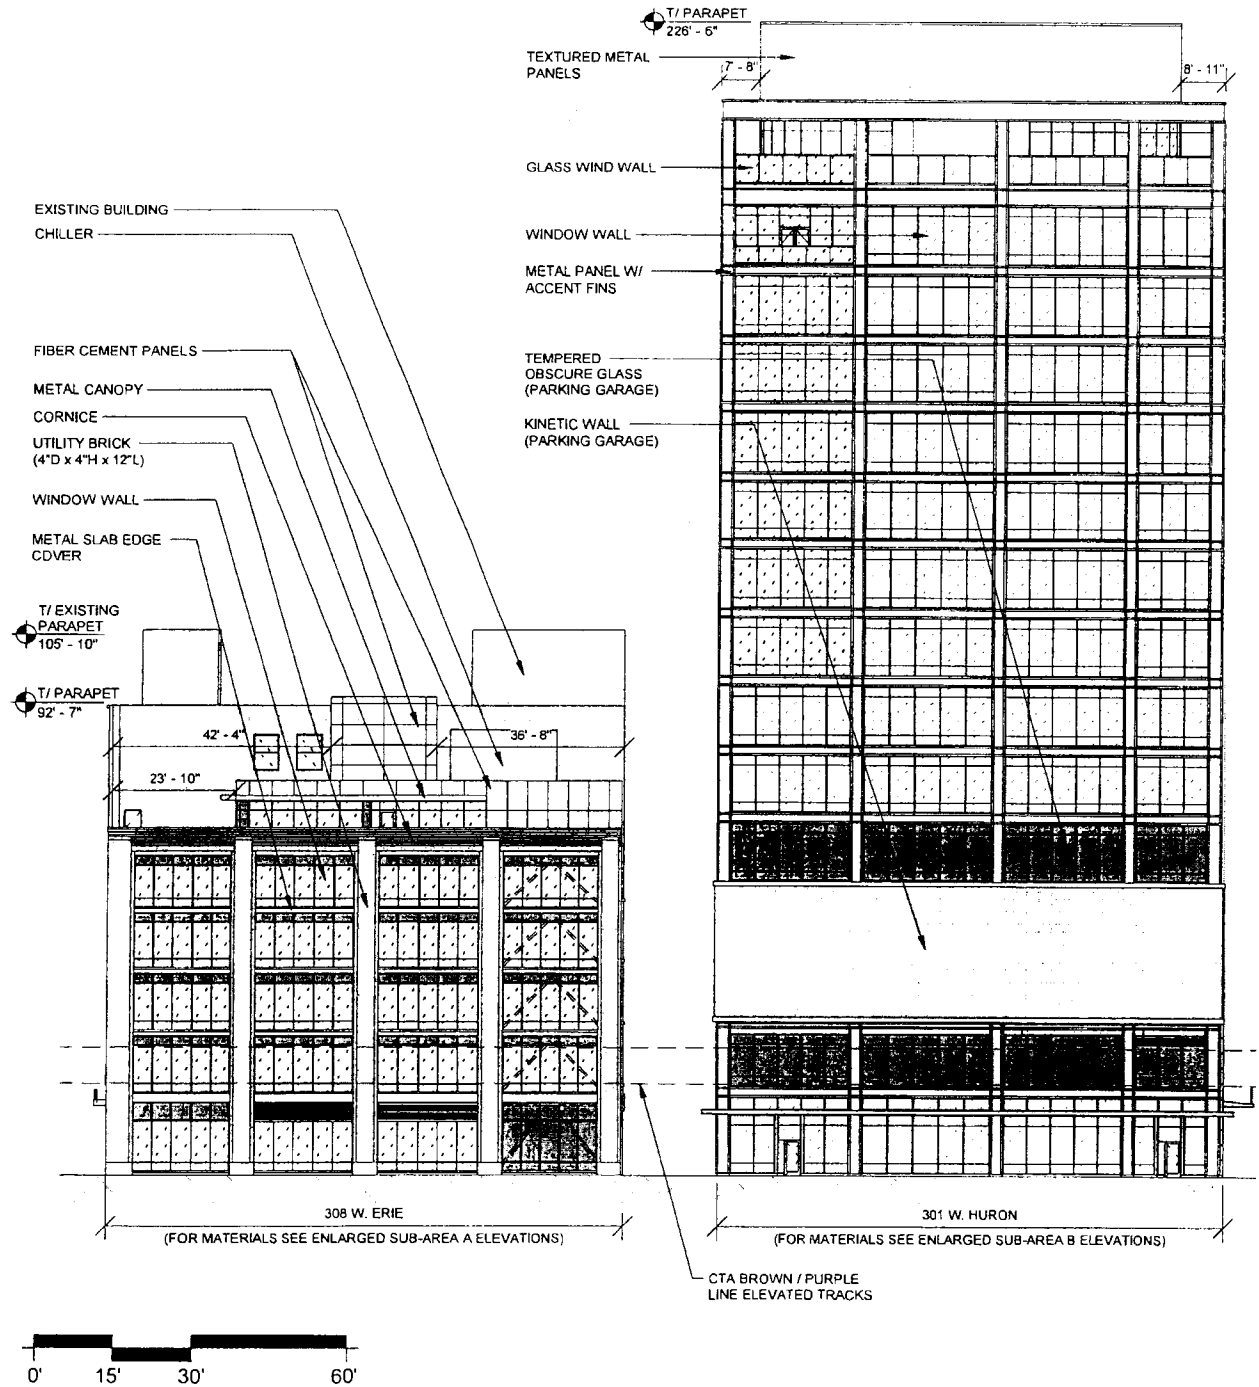 T/ PARAPET
226' - 6"
TEXTURED METAL
PANELS
7' - 8"
8' - 11"
GLASS WIND WALL
WINDOW WALL
METAL PANEL W/
ACCENT FINS
TEMPERED
OBSCURE GLASS
(PARKING GARAGE)
KINETIC WALL
(PARKING GARAGE)
EXISTING BUILDING
CHILLER
FIBER CEMENT PANELS
METAL CANOPY
CORNICE
UTILITY BRICK
(4"D x 4"H x 12"L)
WINDOW WALL
METAL SLAB EDGE
COVER
T/ EXISTING
PARAPET
105' - 10"
T/ PARAPET
92' - 7"
42' - 4"
36' - 8"
23' - 10"
308 W. ERIE
(FOR MATERIALS SEE ENLARGED SUB-AREA A ELEVATIONS)
301 W. HURON
(FOR MATERIALS SEE ENLARGED SUB-AREA B ELEVATIONS)
CTA BROWN / PURPLE
LINE ELEVATED TRACKS
0' 15' 30' 60'